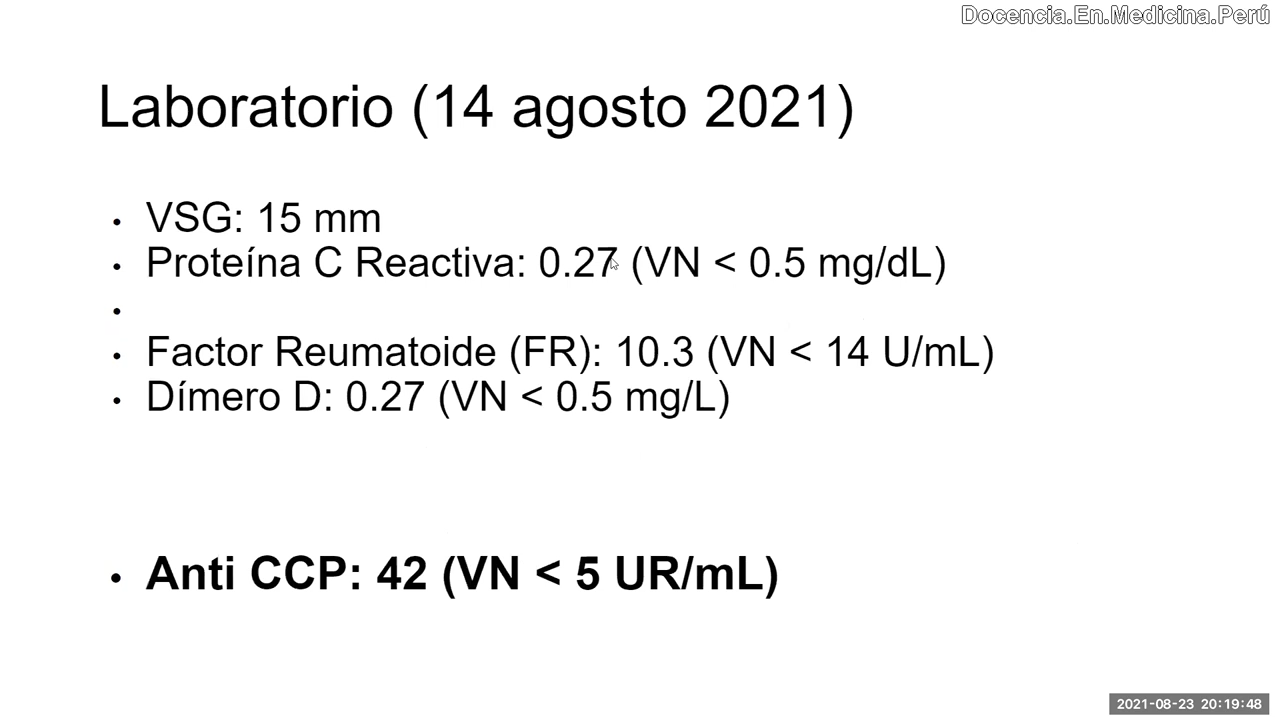 Docencia.En.Medicina.Perú
Laboratorio (14 agosto 2021)
• VSG: 15 mm
• Proteína C Reactiva: 0.27 (VN < 0.5 mg/dL)
•
• Factor Reumatoide (FR): 10.3 (VN < 14 U/mL)
• Dímero D: 0.27 (VN < 0.5 mg/L)
• Anti CCP: 42 (VN < 5 UR/mL)
2021-08-23 20:19:48